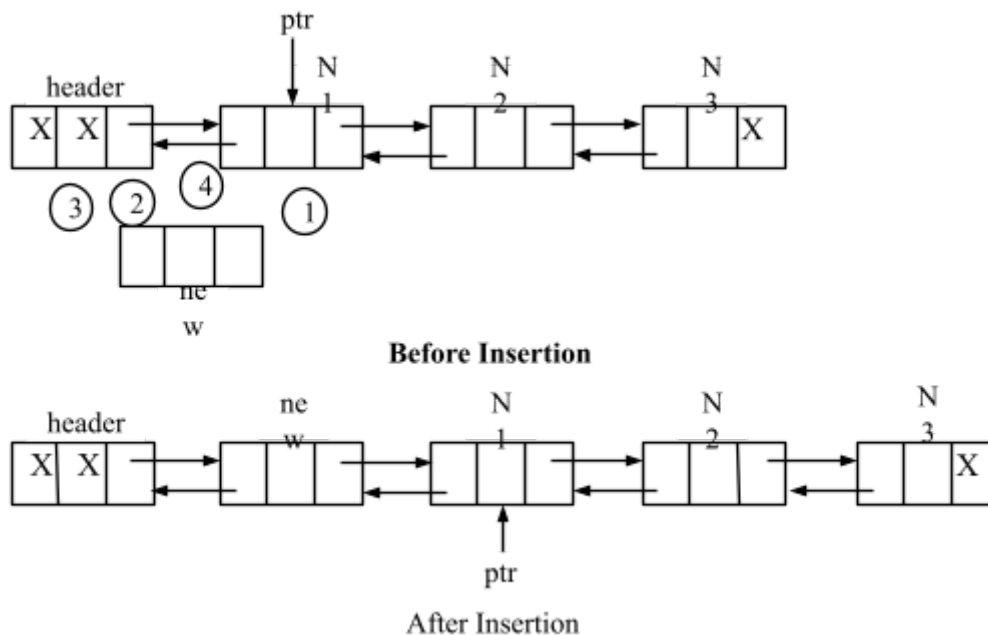 ptr
header
N
1
N
2
N
3
X
X
X
3
2
4
1
ne
w
Before Insertion
header
ne
w
N
1
N
2
N
3
X
X
X
ptr
After Insertion